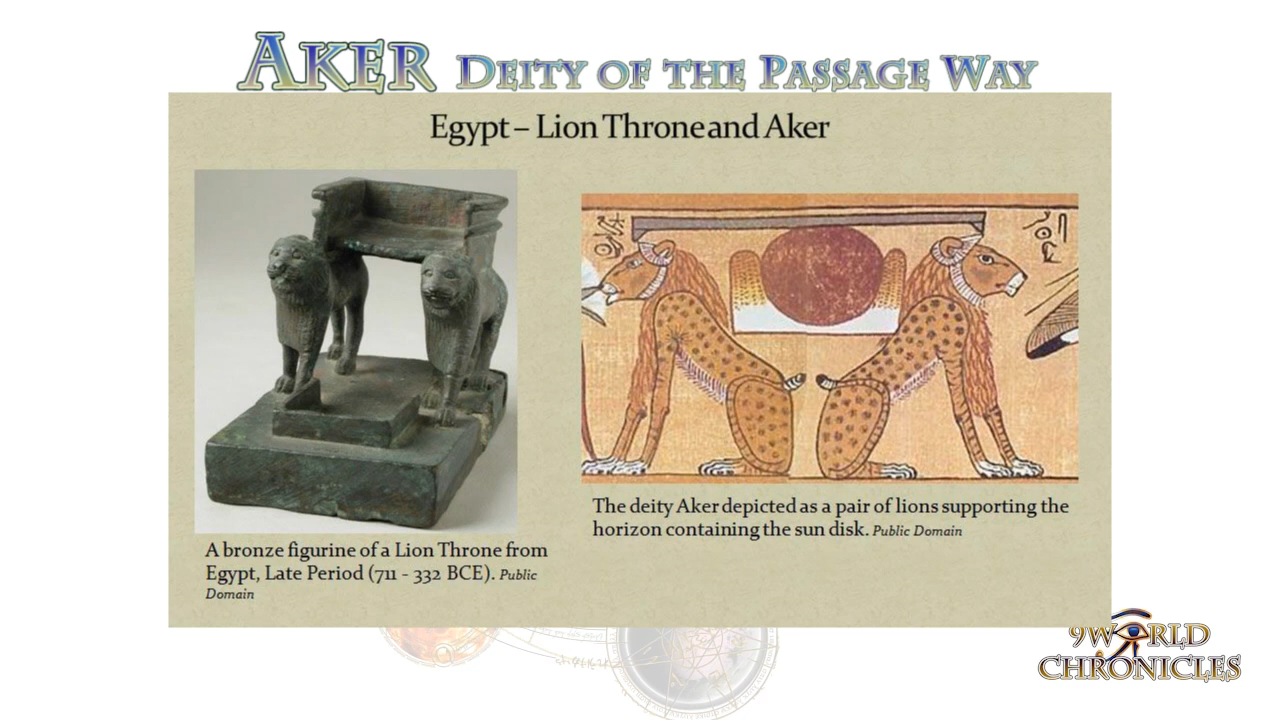 AKER DEITY OF THE PASSAGE WAY
Egypt – Lion Throne and Aker
A bronze figurine of a Lion Throne from
Egypt, Late Period (711 - 332 BCE). Public
Domain
The deity Aker depicted as a pair of lions supporting the
horizon containing the sun disk. Public Domain
9WORLD
CHRONICLES